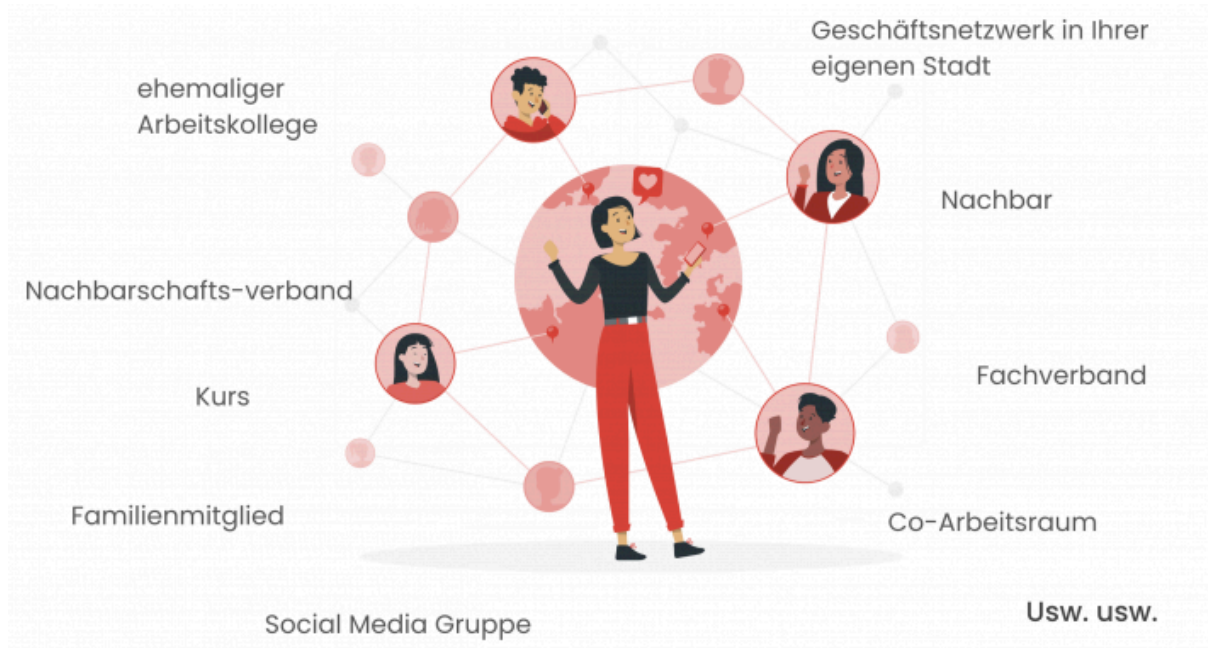 Geschäftsnetzwerk in Ihrer
eigenen Stadt
ehemaliger
Arbeitskollege
Nachbar
Nachbarschafts-verband
Fachverband
Kurs
Familienmitglied
Co-Arbeitsraum
Social Media Gruppe
Usw. usw.